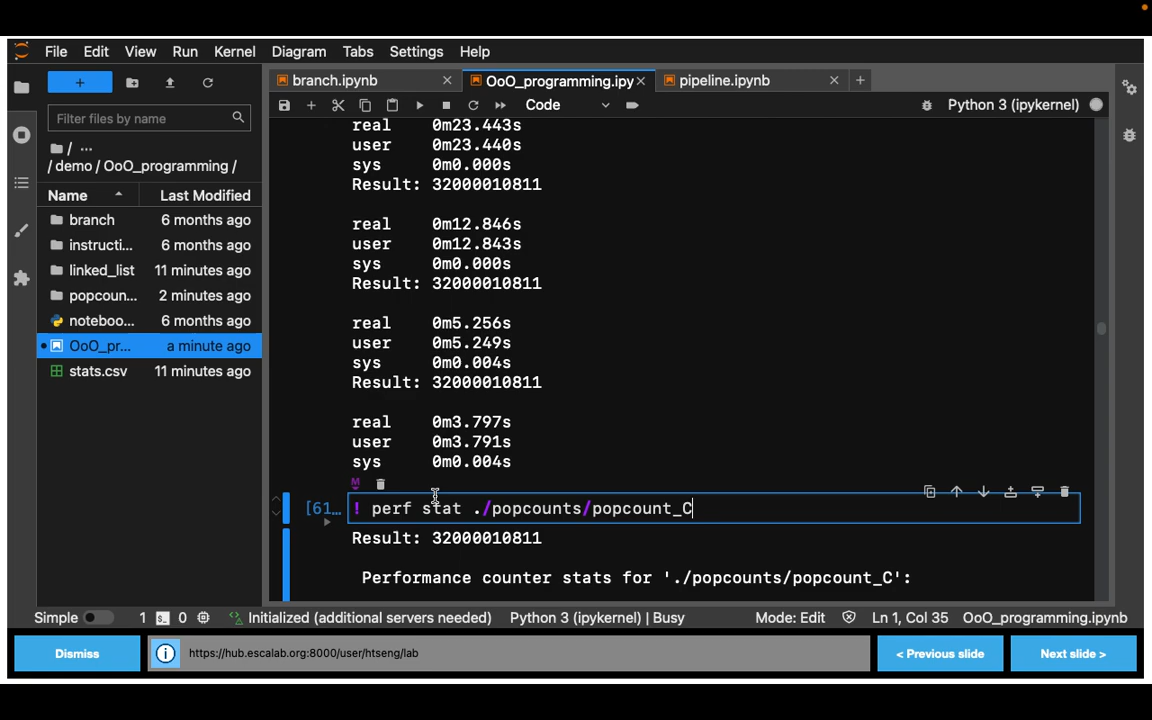 File Edit View Run Kernel Diagram Tabs Settings Help
branch.ipynb OoO_programming.ipy pipeline.ipynb
Code Python 3 (ipykernel)
Filter files by name
/ ...
/ demo / OoO_programming /
Name Last Modified
branch 6 months ago
instructi... 6 months ago
linked_list 11 minutes ago
popcoun... 2 minutes ago
noteboo... 6 months ago
OoO_pr... a minute ago
stats.csv 11 minutes ago
real 0m23.443s
user 0m23.440s
sys 0m0.000s
Result: 32000010811
real 0m12.846s
user 0m12.843s
sys 0m0.000s
Result: 32000010811
real 0m5.256s
user 0m5.249s
sys 0m0.004s
Result: 32000010811
real 0m3.797s
user 0m3.791s
sys 0m0.004s
[61... ! perf stat ./popcounts/popcount_C
Result: 32000010811
Performance counter stats for './popcounts/popcount_C':
Simple 1 0 Initialized (additional servers needed) Python 3 (ipykernel) | Busy Mode: Edit Ln 1, Col 35 OoO_programming.ipynb
Dismiss https://hub.escalab.org:8000/user/htseng/lab < Previous slide Next slide >